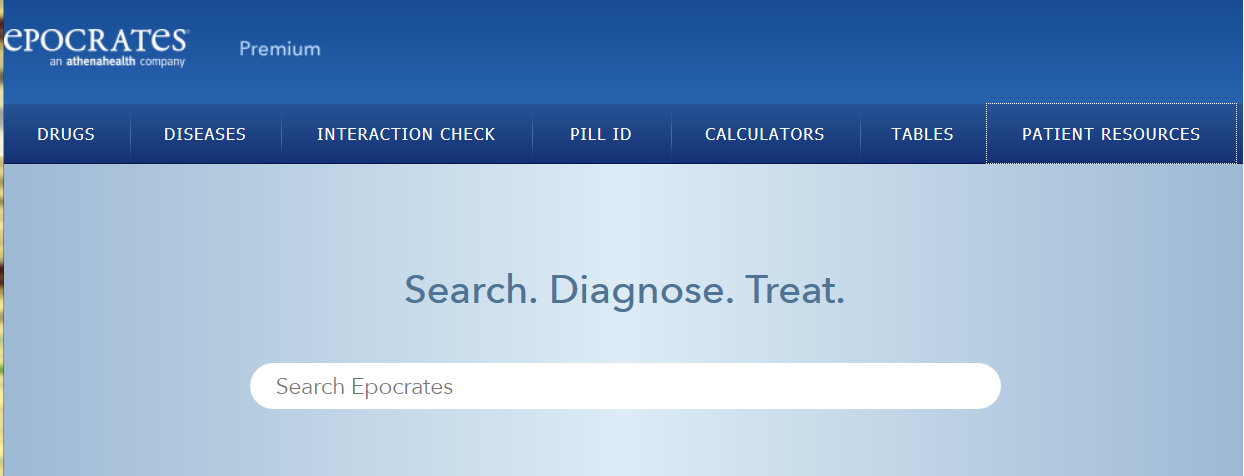 epocrates®
Premium
an athenahealth company
DRUGS
DISEASES
INTERACTION CHECK
PILL ID
CALCULATORS
TABLES
PATIENT RESOURCES
Search. Diagnose. Treat.
Search Epocrates